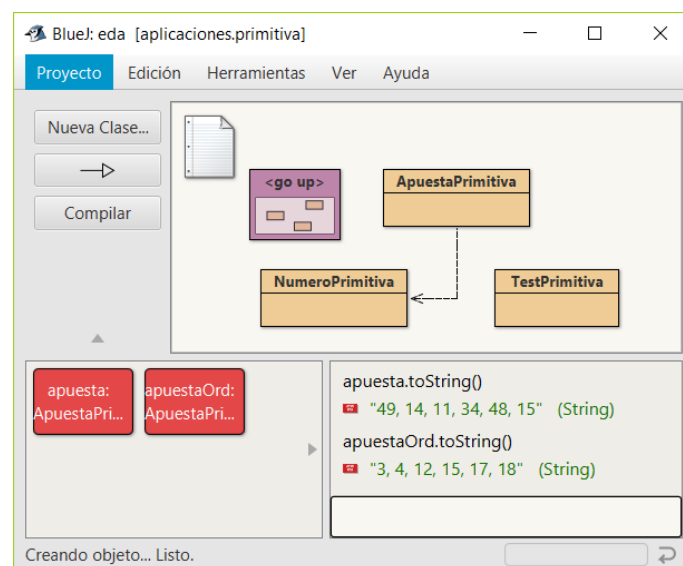 BlueJ: eda [aplicaciones.primitiva]
Proyecto Edición Herramientas Ver Ayuda
Nueva Clase...
Compilar
<go up>
ApuestaPrimitiva
NumeroPrimitiva
TestPrimitiva
apuesta:
ApuestaPri...
apuestaOrd:
ApuestaPri...
apuesta.toString()
"49, 14, 11, 34, 48, 15" (String)
apuestaOrd.toString()
"3, 4, 12, 15, 17, 18" (String)
Creando objeto... Listo.